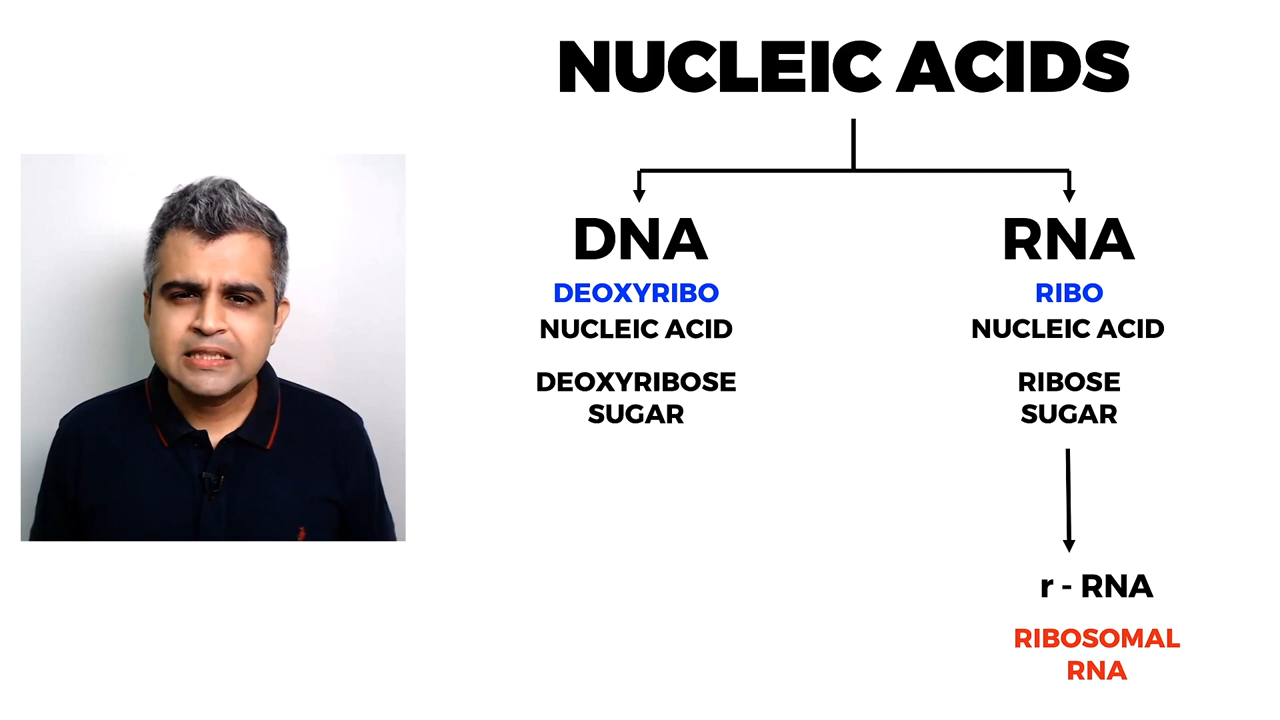 NUCLEIC ACIDS
DNA
DEOXYRIBO
NUCLEIC ACID
DEOXYRIBOSE
SUGAR
RNA
RIBO
NUCLEIC ACID
RIBOSE
SUGAR
r - RNA
RIBOSOMAL
RNA